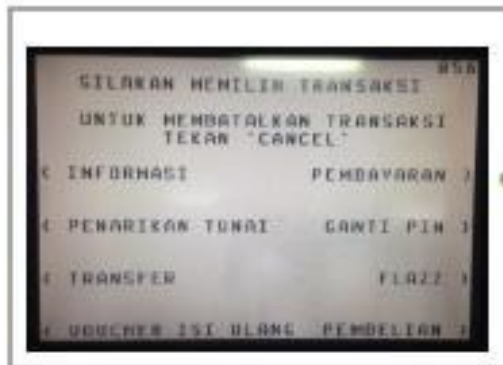 056
SILAKAN MEMILIH TRANSAKSI
UNTUK MEMBATALKAN TRANSAKSI
TEKAN "CANCEL"
< INFORMASI PEMBAYARAN >
< PENARIKAN TUNAI GANTI PIN >
< TRANSFER FLAZZ >
< VOUCHER ISI ULANG PEMBELIAN >